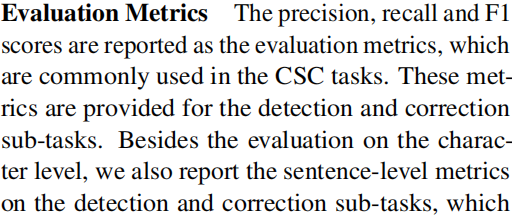 Evaluation Metrics The precision, recall and F1
scores are reported as the evaluation metrics, which
are commonly used in the CSC tasks. These met-
rics are provided for the detection and correction
sub-tasks. Besides the evaluation on the charac-
ter level, we also report the sentence-level metrics
on the detection and correction sub-tasks, which